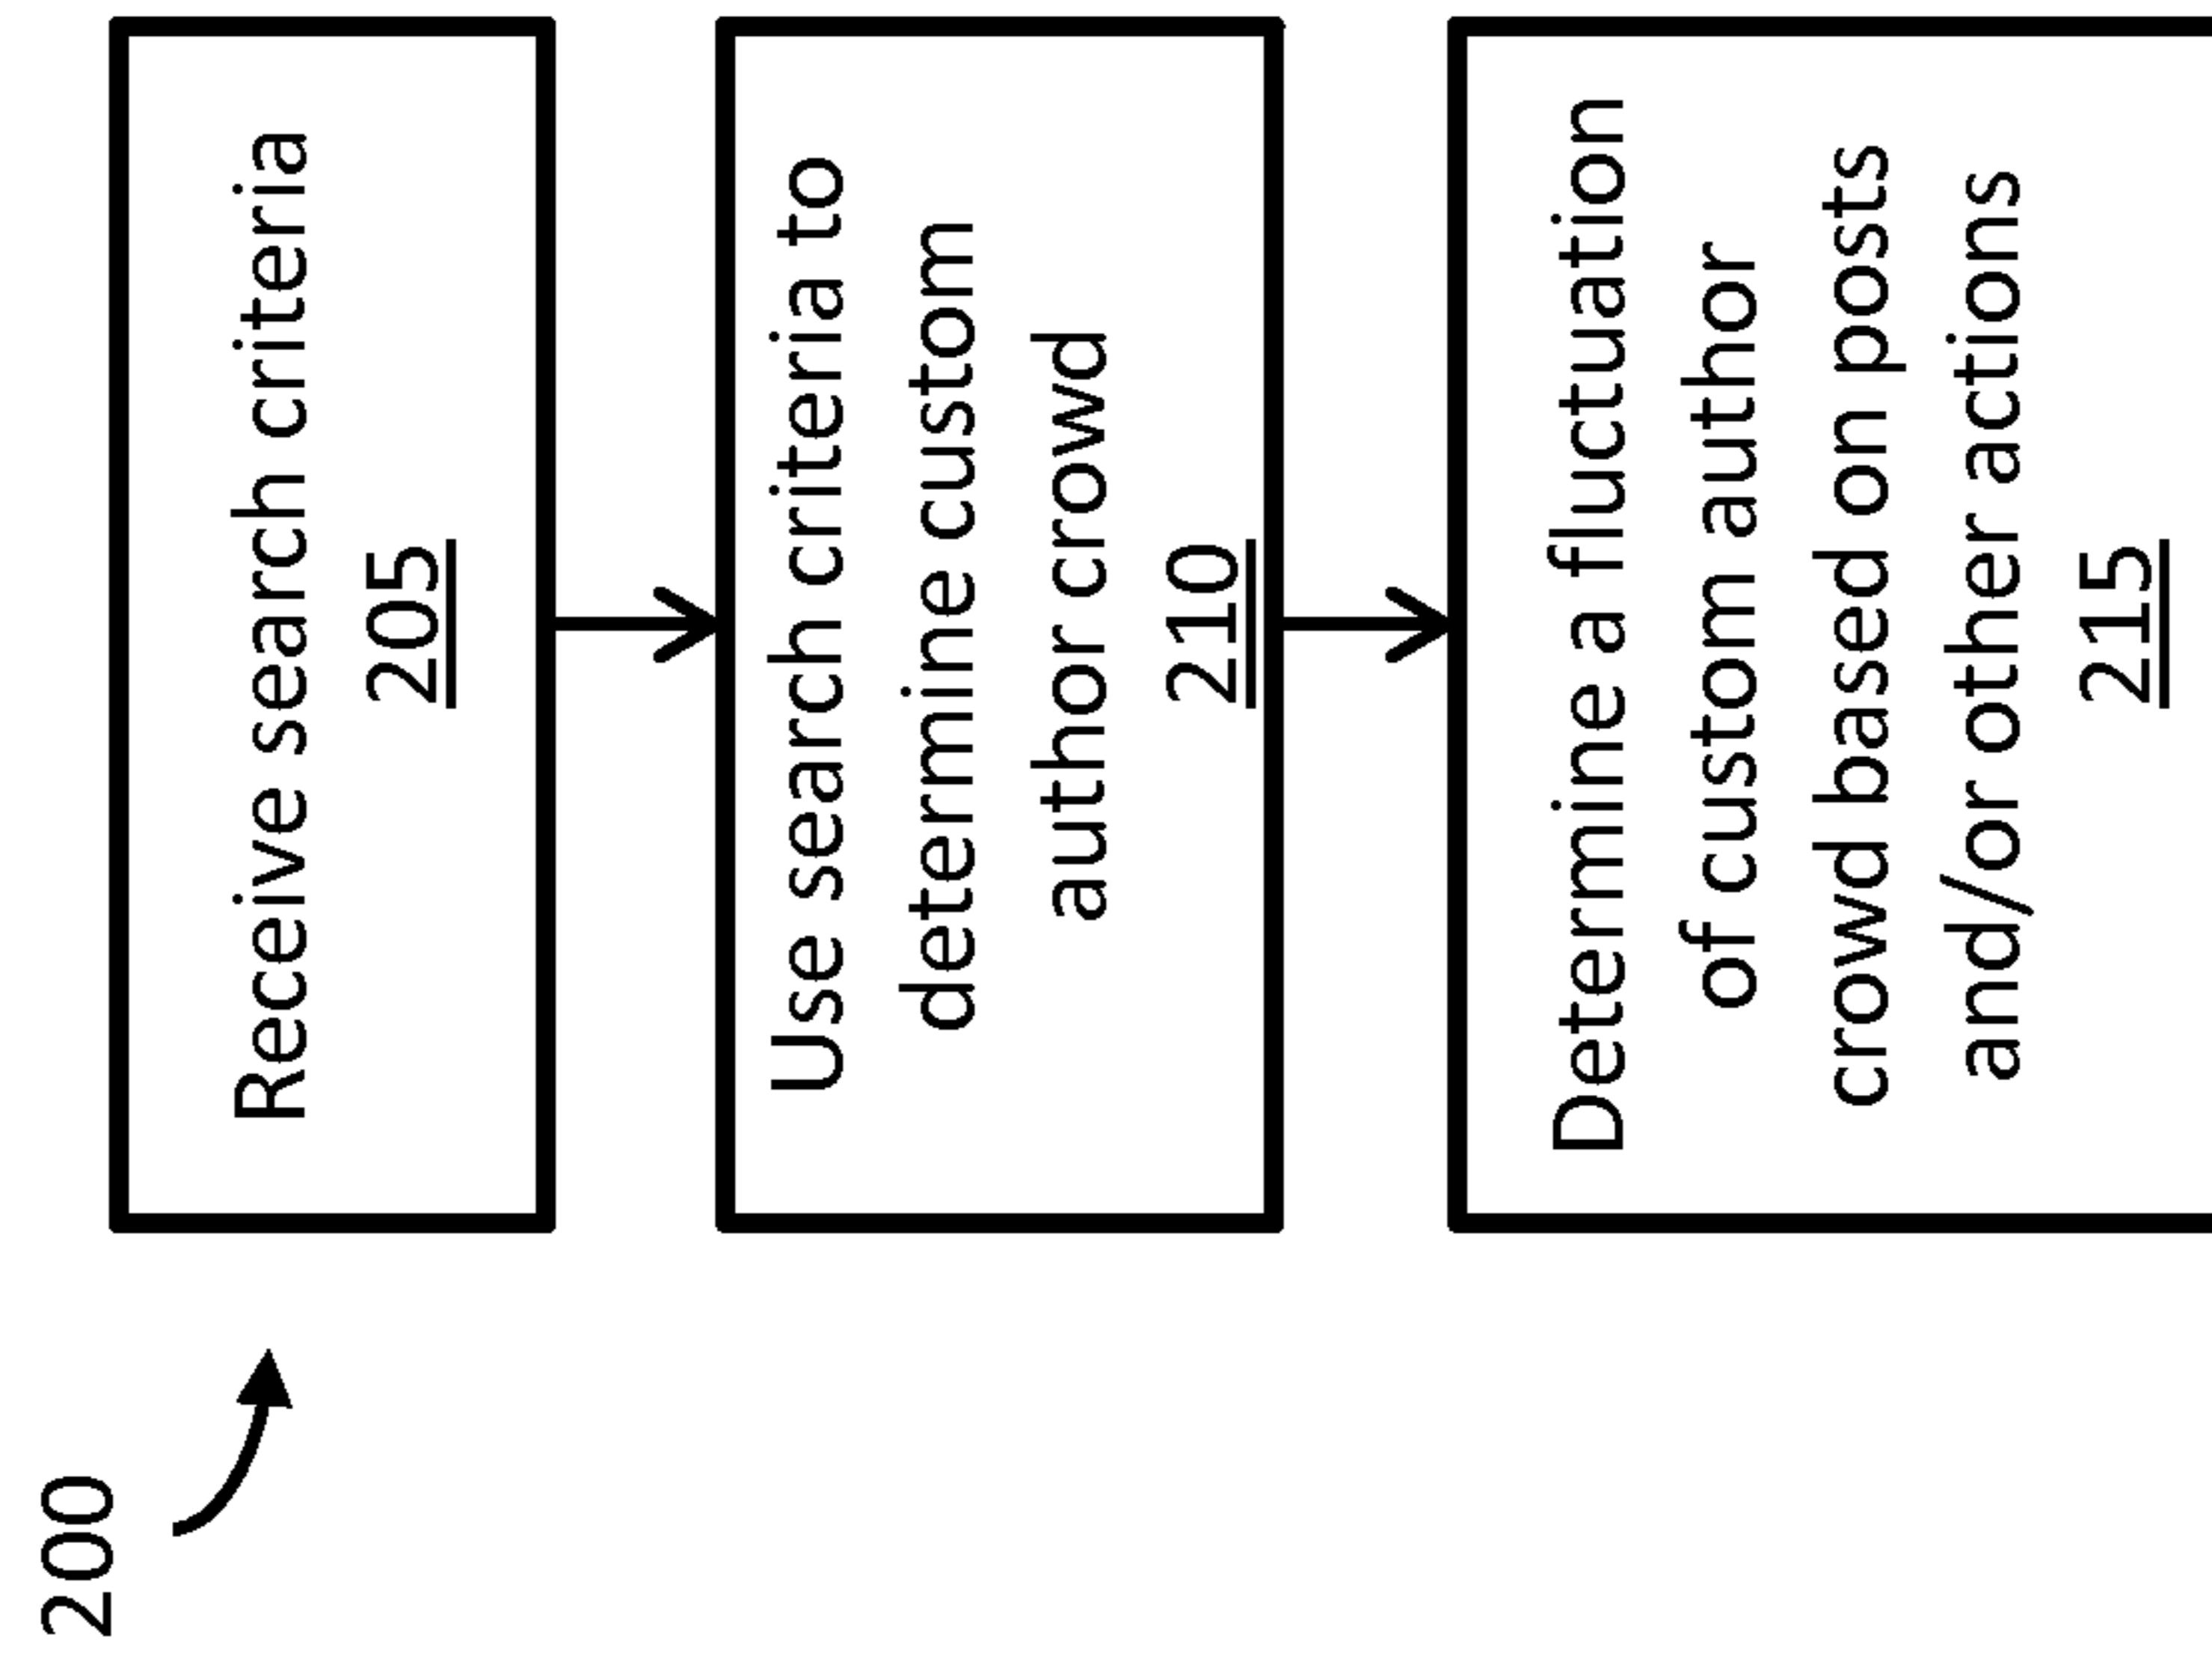 200
Receive search criteria
205
Use search criteria to
determine custom
author crowd
210
Determine a fluctuation
of custom author
crowd based on posts
and/or other actions
215